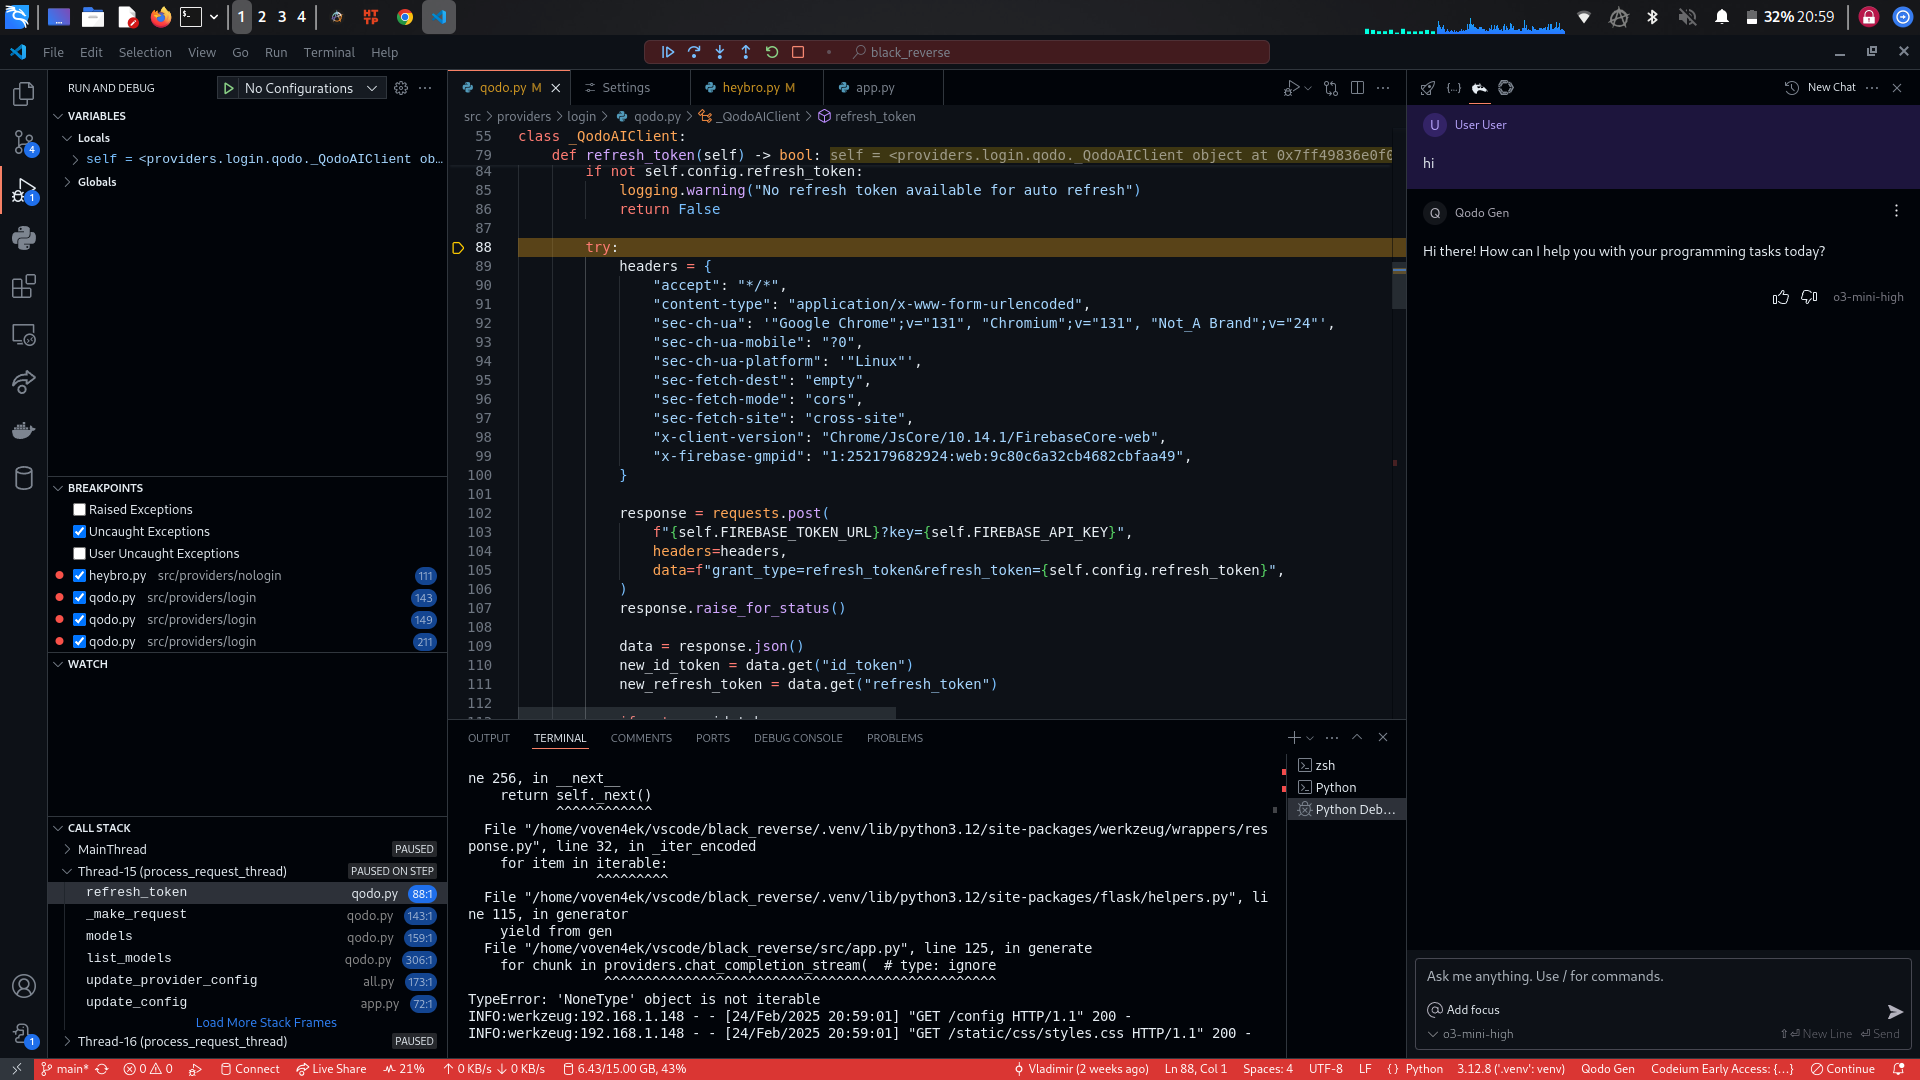 1 2 3 4
HT
TP
32% 20:59
File Edit Selection View Go Run Terminal Help
black_reverse
RUN AND DEBUG
No Configurations
qodo.py M
Settings
heybro.py M
app.py
New Chat
src > providers > login > qodo.py > _QodoAIClient > refresh_token
VARIABLES
Locals
self = <providers.login.qodo._QodoAIClient ob…
Globals
55 class _QodoAIClient:
79 def refresh_token(self) -> bool: self = <providers.login.qodo._QodoAIClient object at 0x7ff49836e0f0
84 if not self.config.refresh_token:
85 logging.warning("No refresh token available for auto refresh")
86 return False
87
88 try:
89 headers = {
90 "accept": "*/*",
91 "content-type": "application/x-www-form-urlencoded",
92 "sec-ch-ua": '"Google Chrome";v="131", "Chromium";v="131", "Not_A Brand";v="24"',
93 "sec-ch-ua-mobile": "?0",
94 "sec-ch-ua-platform": '"Linux"',
95 "sec-fetch-dest": "empty",
96 "sec-fetch-mode": "cors",
97 "sec-fetch-site": "cross-site",
98 "x-client-version": "Chrome/JsCore/10.14.1/FirebaseCore-web",
99 "x-firebase-gmpid": "1:252179682924:web:9c80c6a32cb4682cbfaa49",
100 }
101
102 response = requests.post(
103 f"{self.FIREBASE_TOKEN_URL}?key={self.FIREBASE_API_KEY}",
104 headers=headers,
105 data=f"grant_type=refresh_token&refresh_token={self.config.refresh_token}",
106 )
107 response.raise_for_status()
108
109 data = response.json()
110 new_id_token = data.get("id_token")
111 new_refresh_token = data.get("refresh_token")
112
BREAKPOINTS
Raised Exceptions
Uncaught Exceptions
User Uncaught Exceptions
heybro.py src/providers/nologin 111
qodo.py src/providers/login 143
qodo.py src/providers/login 149
qodo.py src/providers/login 211
WATCH
CALL STACK
MainThread PAUSED
Thread-15 (process_request_thread) PAUSED ON STEP
refresh_token qodo.py 88:1
_make_request qodo.py 143:1
models qodo.py 159:1
list_models qodo.py 306:1
update_provider_config all.py 173:1
update_config app.py 72:1
Load More Stack Frames
Thread-16 (process_request_thread) PAUSED
OUTPUT TERMINAL COMMENTS PORTS DEBUG CONSOLE PROBLEMS
ne 256, in __next__
return self._next()
^^^^^^^^^^^^
File "/home/voven4ek/vscode/black_reverse/.venv/lib/python3.12/site-packages/werkzeug/wrappers/res
ponse.py", line 32, in _iter_encoded
for item in iterable:
^^^^^^^^^
File "/home/voven4ek/vscode/black_reverse/.venv/lib/python3.12/site-packages/flask/helpers.py", li
ne 115, in generator
yield from gen
File "/home/voven4ek/vscode/black_reverse/src/app.py", line 125, in generate
for chunk in providers.chat_completion_stream( # type: ignore
^^^^^^^^^^^^^^^^^^^^^^^^^^^^^^^^^^^^^^^^^^^^^^^^^
TypeError: 'NoneType' object is not iterable
INFO:werkzeug:192.168.1.148 - - [24/Feb/2025 20:59:01] "GET /config HTTP/1.1" 200 -
INFO:werkzeug:192.168.1.148 - - [24/Feb/2025 20:59:01] "GET /static/css/styles.css HTTP/1.1" 200 -
zsh
Python
Python Deb…
U User User
hi
Q Qodo Gen
Hi there! How can I help you with your programming tasks today?
o3-mini-high
Ask me anything. Use / for commands.
@ Add focus
o3-mini-high
New Line Send
4
1
1
main* 0 0 Connect Live Share 21% 0 KB/s 0 KB/s 6.43/15.00 GB, 43% Vladimir (2 weeks ago) Ln 88, Col 1 Spaces: 4 UTF-8 LF { } Python 3.12.8 ('.venv': venv) Qodo Gen Codeium Early Access: {…} Continue